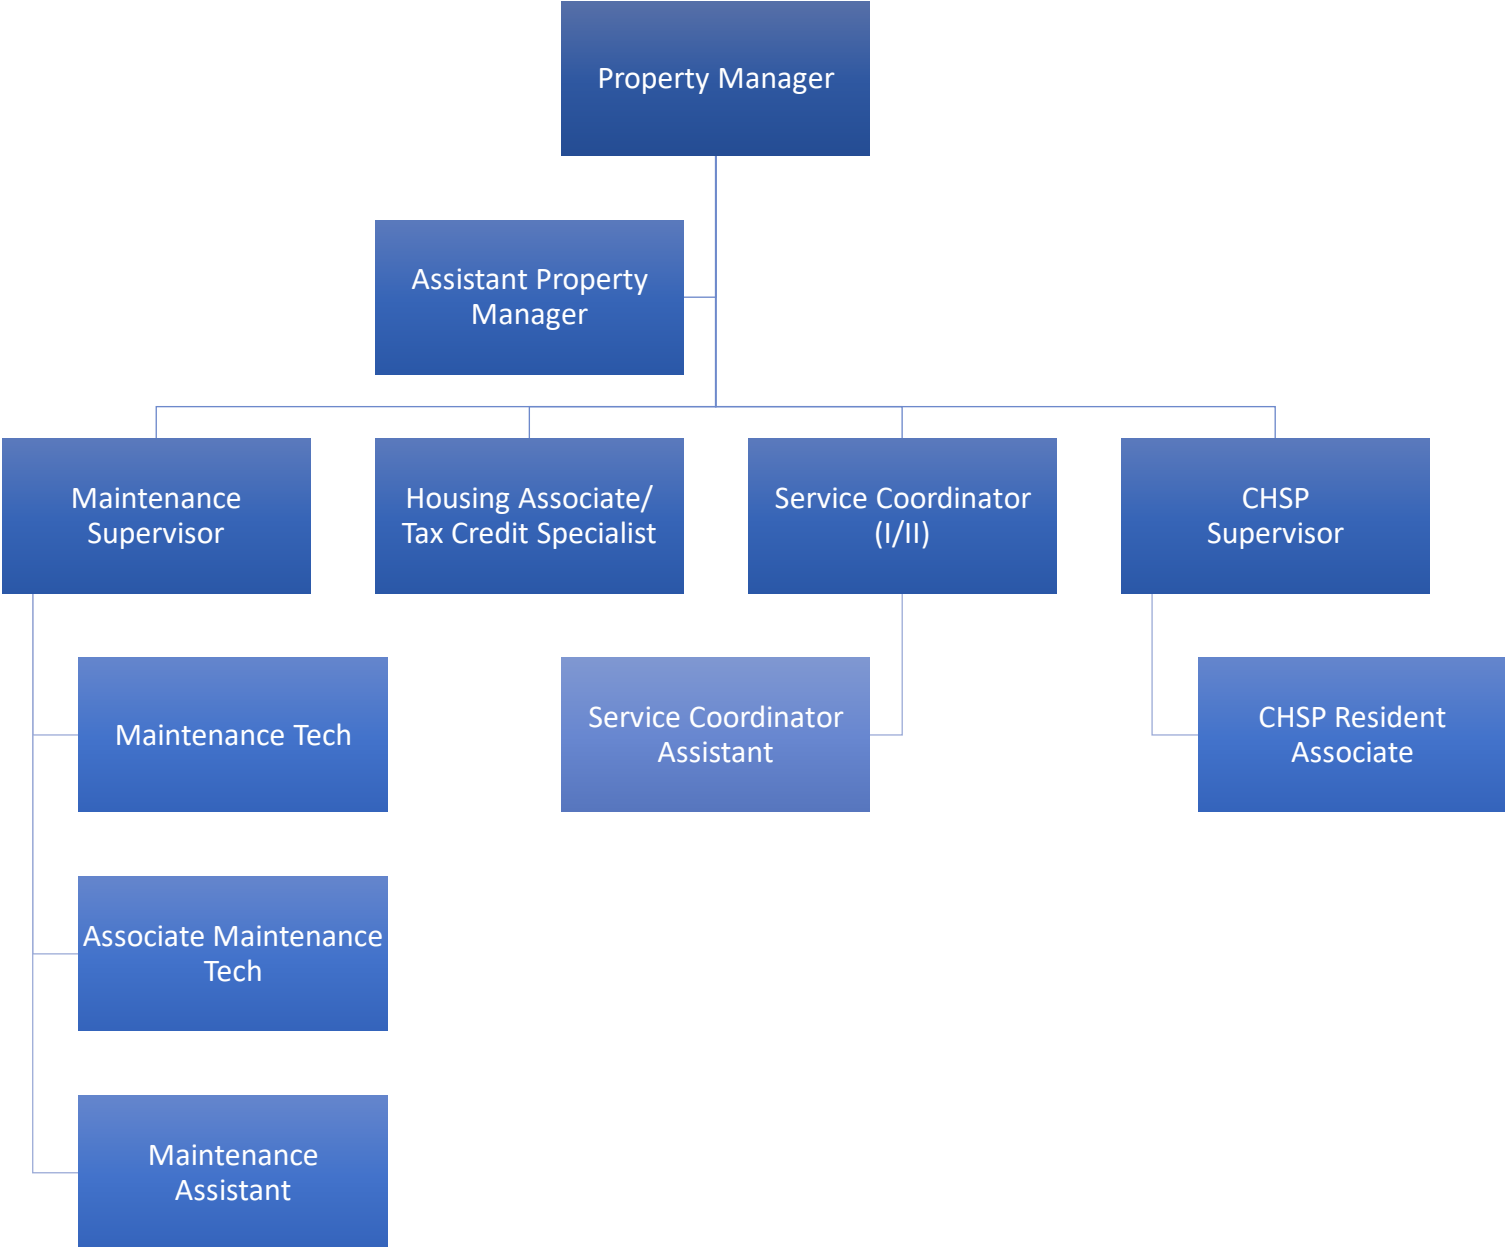 Property Manager
Assistant Property
Manager
Maintenance
Supervisor
Housing Associate/
Tax Credit Specialist
Service Coordinator
(I/II)
CHSP
Supervisor
Maintenance Tech
Service Coordinator
Assistant
CHSP Resident
Associate
Associate Maintenance
Tech
Maintenance
Assistant